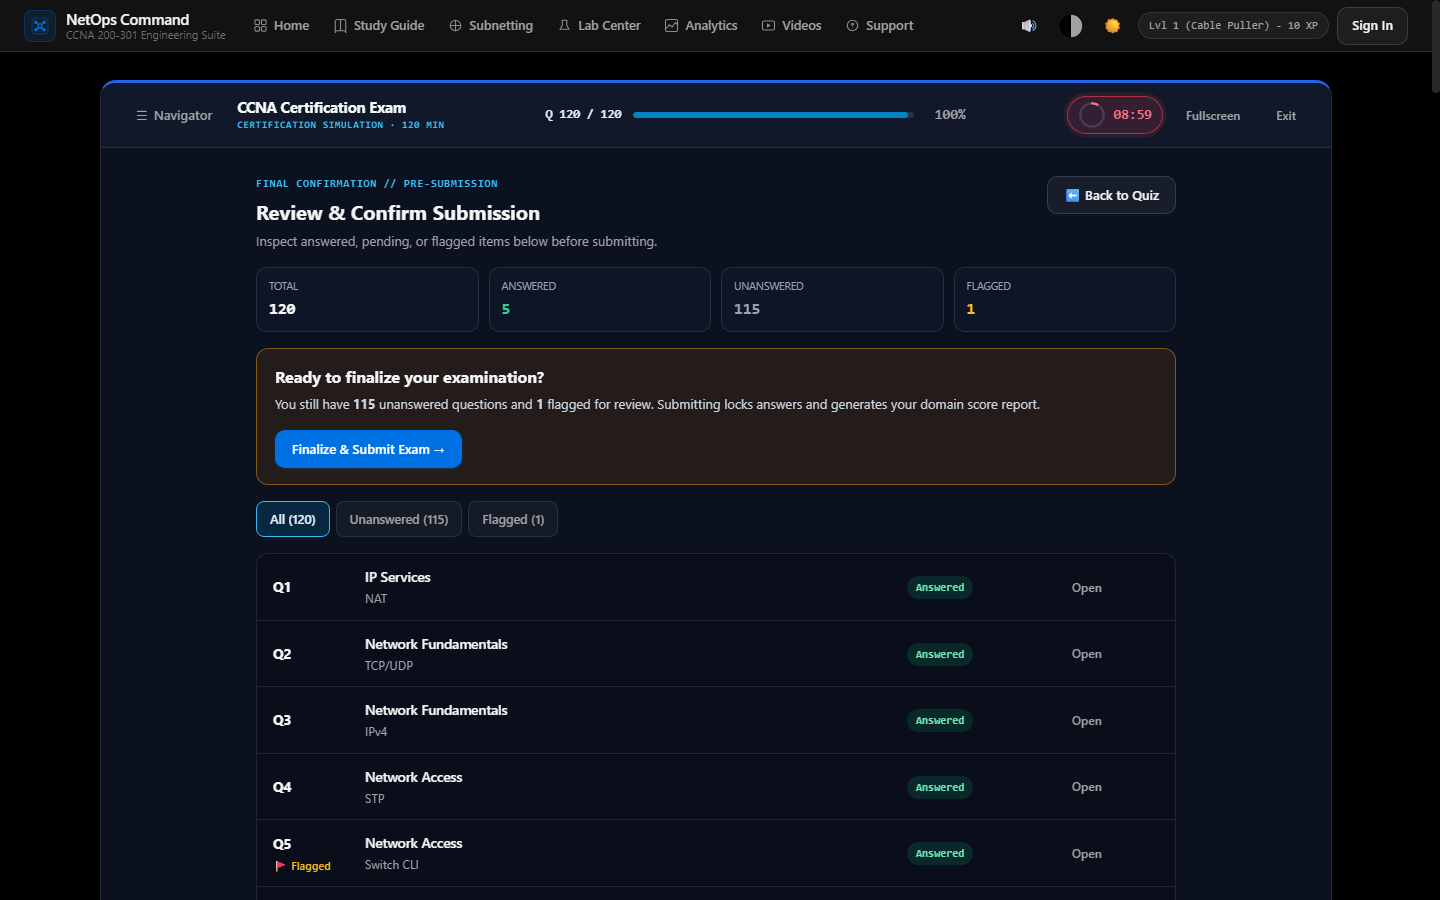 NetOps Command
CCNA 200-301 Engineering Suite
Home
Study Guide
Subnetting
Lab Center
Analytics
Videos
Support
Lvl 1 (Cable Puller) - 10 XP
Sign In
☰ Navigator
CCNA Certification Exam
CERTIFICATION SIMULATION · 120 MIN
Q 120 / 120
100%
08:59
Fullscreen
Exit
FINAL CONFIRMATION // PRE-SUBMISSION
Review & Confirm Submission
Inspect answered, pending, or flagged items below before submitting.
⬅ Back to Quiz
TOTAL
120
ANSWERED
5
UNANSWERED
115
FLAGGED
1
Ready to finalize your examination?
You still have 115 unanswered questions and 1 flagged for review. Submitting locks answers and generates your domain score report.
Finalize & Submit Exam →
All (120)
Unanswered (115)
Flagged (1)
Q1
IP Services
NAT
Answered
Open
Q2
Network Fundamentals
TCP/UDP
Answered
Open
Q3
Network Fundamentals
IPv4
Answered
Open
Q4
Network Access
STP
Answered
Open
Q5
🚩 Flagged
Network Access
Switch CLI
Answered
Open